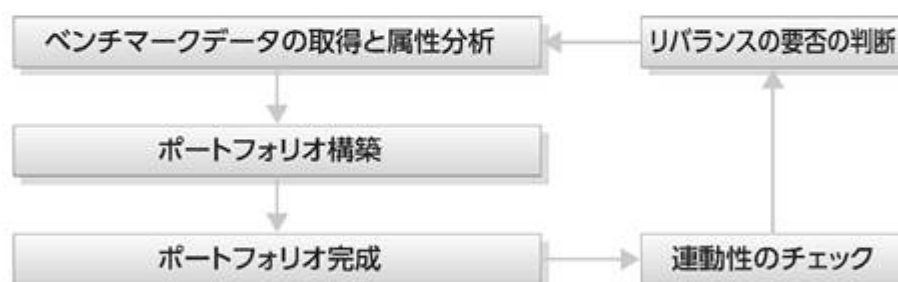 ベンチマークデータの取得と属性分析
リバランスの要否の判断
ポートフォリオ構築
ポートフォリオ完成
連動性のチェック